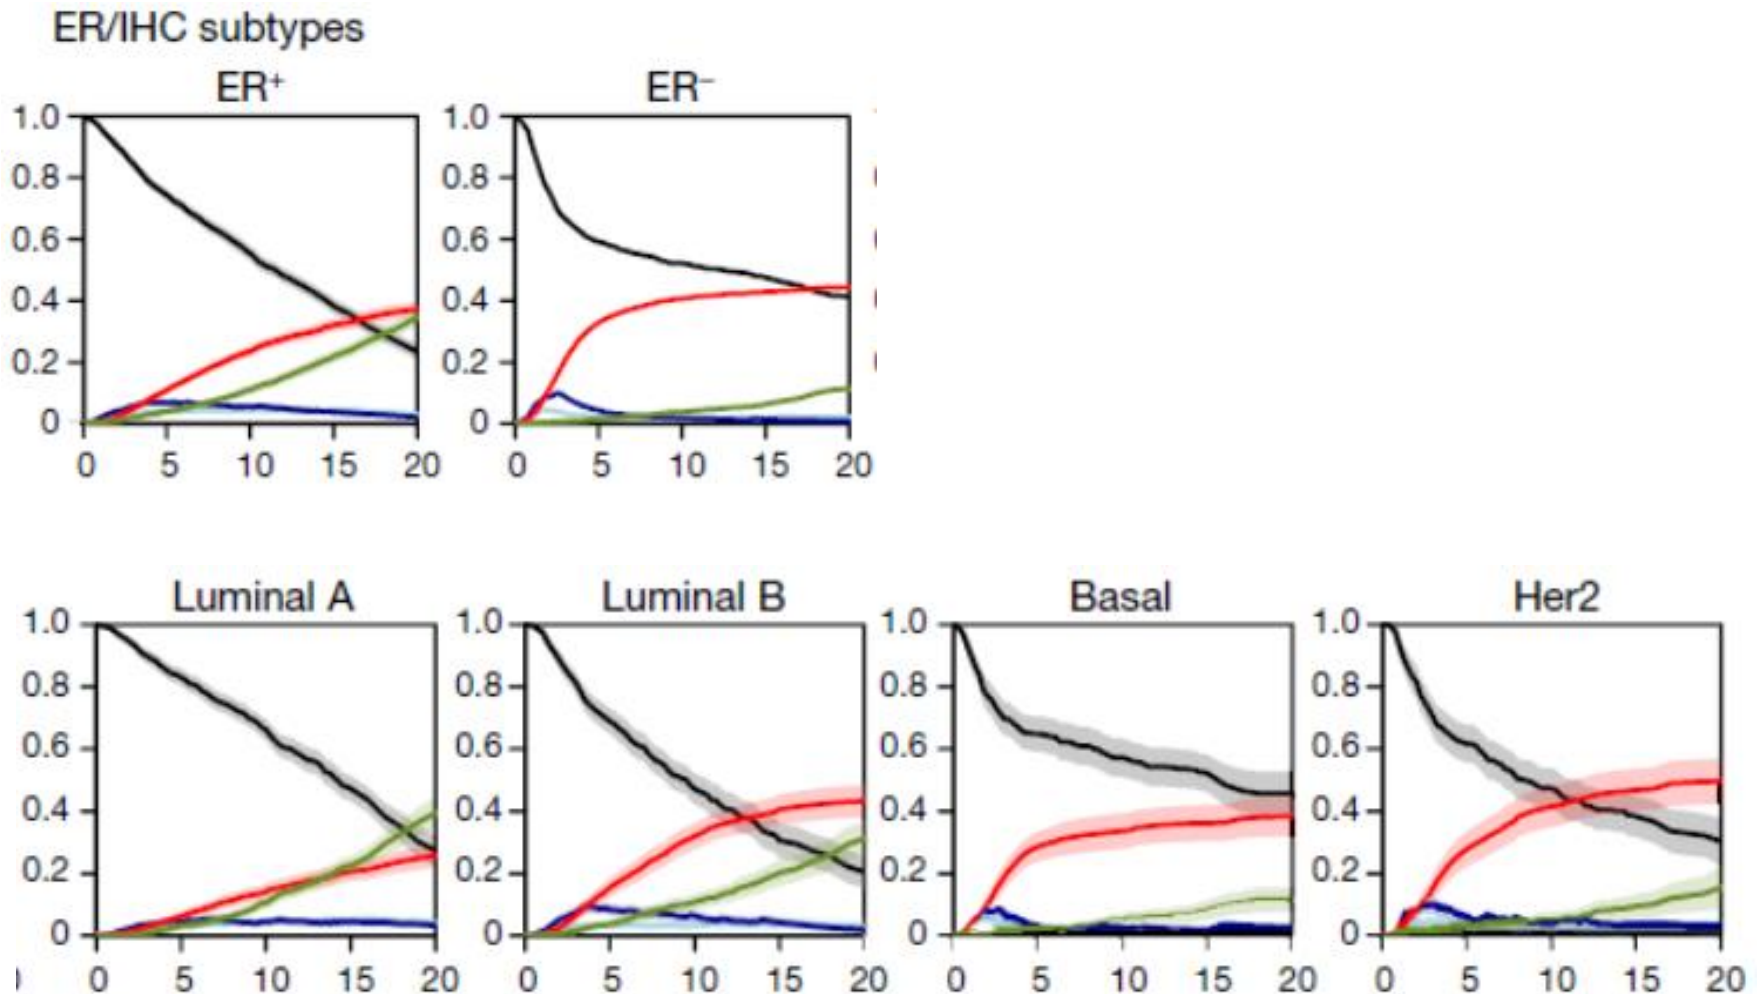 ER/IHC subtypes
ER⁺ ER⁻
1.0 1.0
0.8 0.8
0.6 0.6
0.4 0.4
0.2 0.2
0 0
0 5 10 15 20 0 5 10 15 20
Luminal A Luminal B Basal Her2
1.0 1.0 1.0 1.0
0.8 0.8 0.8 0.8
0.6 0.6 0.6 0.6
0.4 0.4 0.4 0.4
0.2 0.2 0.2 0.2
0 0 0 0
0 5 10 15 20 0 5 10 15 20 0 5 10 15 20 0 5 10 15 20